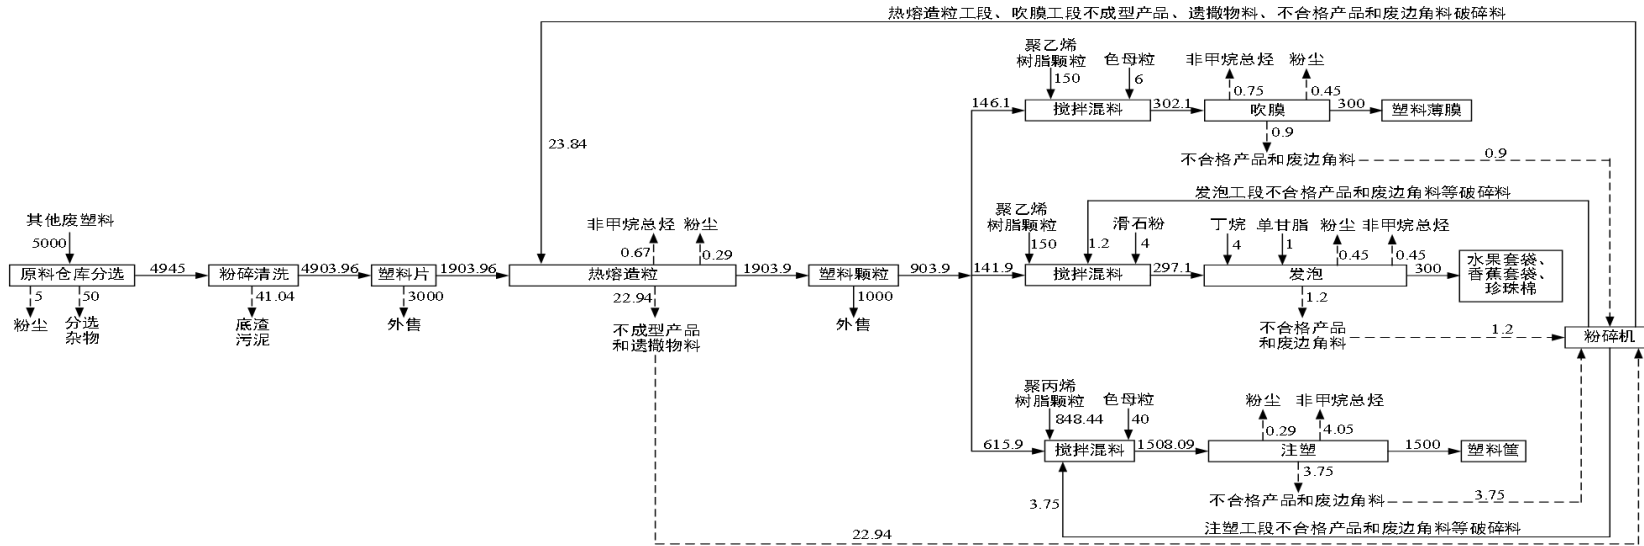 热熔造粒工段、吹膜工段不成型产品、遗撒物料、不合格产品和废边角料破碎料
聚乙烯
树脂颗粒
色母粒
非甲烷总烃
粉尘
150
6
0.75
0.45
146.1
搅拌混料
302.1
吹膜
300
塑料薄膜
0.9
不合格产品和废边角料
0.9
23.84
发泡工段不合格产品和废边角料等破碎料
其他废塑料
5000
非甲烷总烃
粉尘
0.67
0.29
聚乙烯
树脂颗粒
滑石粉
丁烷
单甘脂
粉尘
非甲烷总烃
150
1.2
4
4
1
0.45
0.45
原料仓库分选
4945
粉碎清洗
4903.96
塑料片
1903.96
热熔造粒
1903.9
塑料颗粒
903.9
141.9
搅拌混料
297.1
发泡
300
水果套袋、
香蕉套袋、
珍珠棉
5
50
41.04
3000
22.94
1000
1.2
粉尘
分选
杂物
底渣
污泥
外售
不成型产品
和遗撒物料
外售
不合格产品
和废边角料
1.2
粉碎机
聚丙烯
树脂颗粒
色母粒
粉尘
非甲烷总烃
848.44
40
0.29
4.05
615.9
搅拌混料
1508.09
注塑
1500
塑料筐
3.75
不合格产品和废边角料
3.75
3.75
注塑工段不合格产品和废边角料等破碎料
22.94